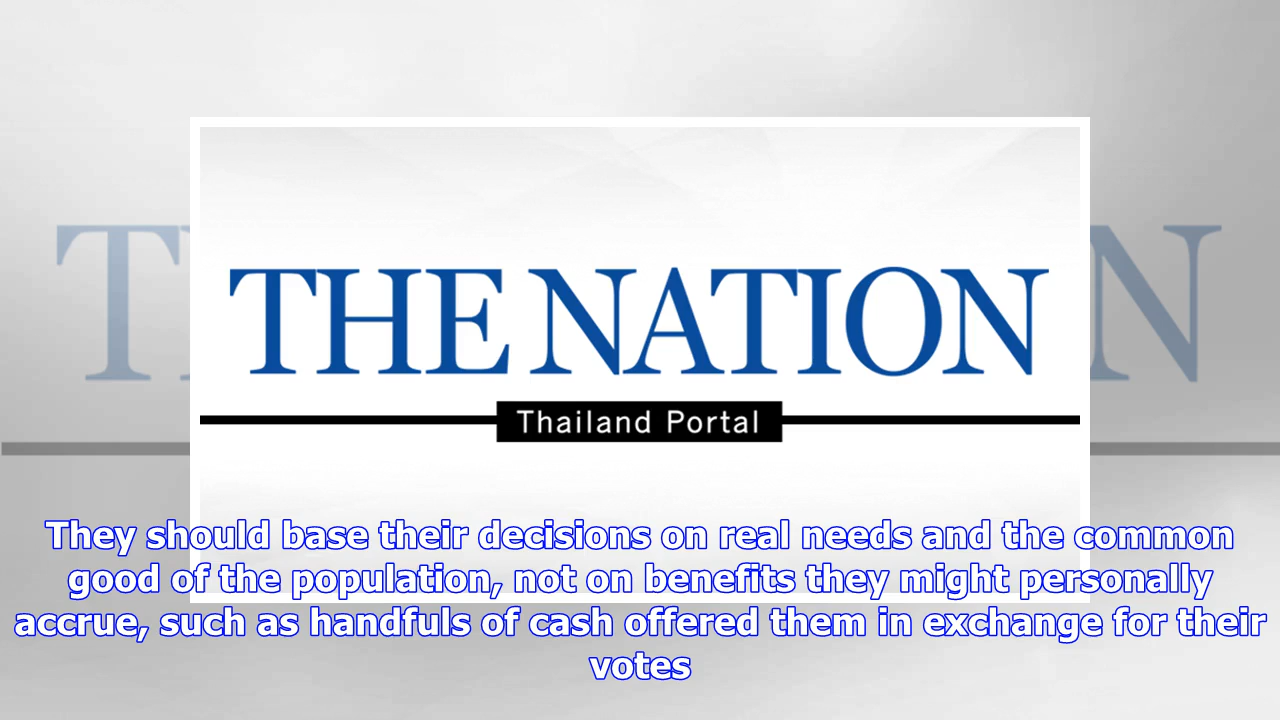 THE NATION
Thailand Portal
They should base their decisions on real needs and the common
good of the population, not on benefits they might personally
accrue, such as handfuls of cash offered them in exchange for their
votes